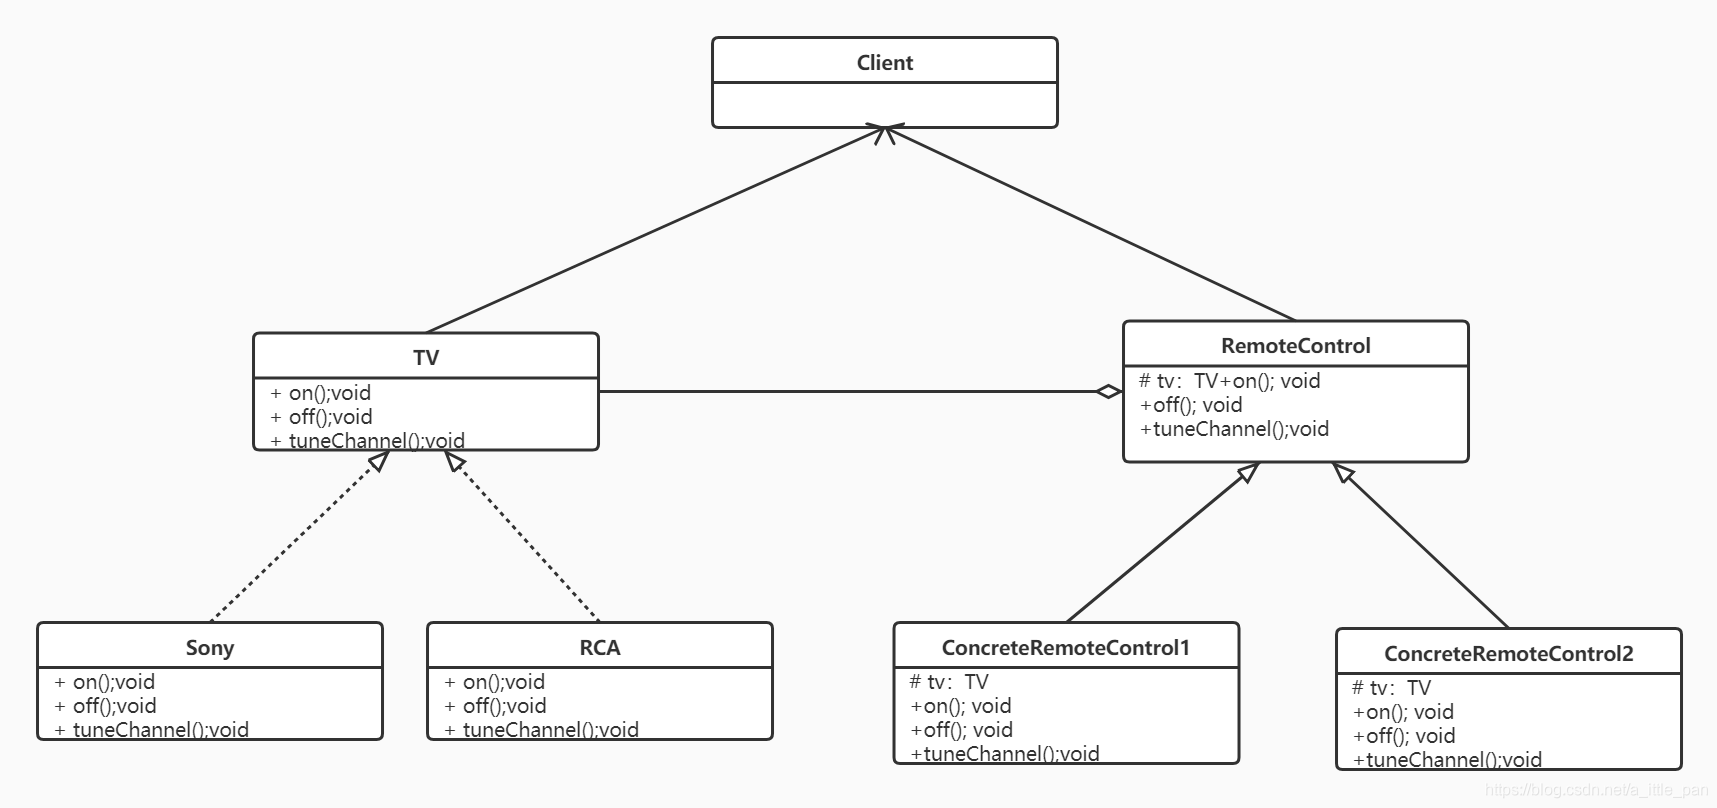 Client
TV
+ on();void
+ off();void
+ tuneChannel();void
RemoteControl
# tv：TV+on(); void
+off(); void
+tuneChannel();void
Sony
+ on();void
+ off();void
+ tuneChannel();void
RCA
+ on();void
+ off();void
+ tuneChannel();void
ConcreteRemoteControl1
# tv：TV
+on(); void
+off(); void
+tuneChannel();void
ConcreteRemoteControl2
# tv：TV
+on(); void
+off(); void
+tuneChannel();void
https://blog.csdn.net/a_ittle_pan